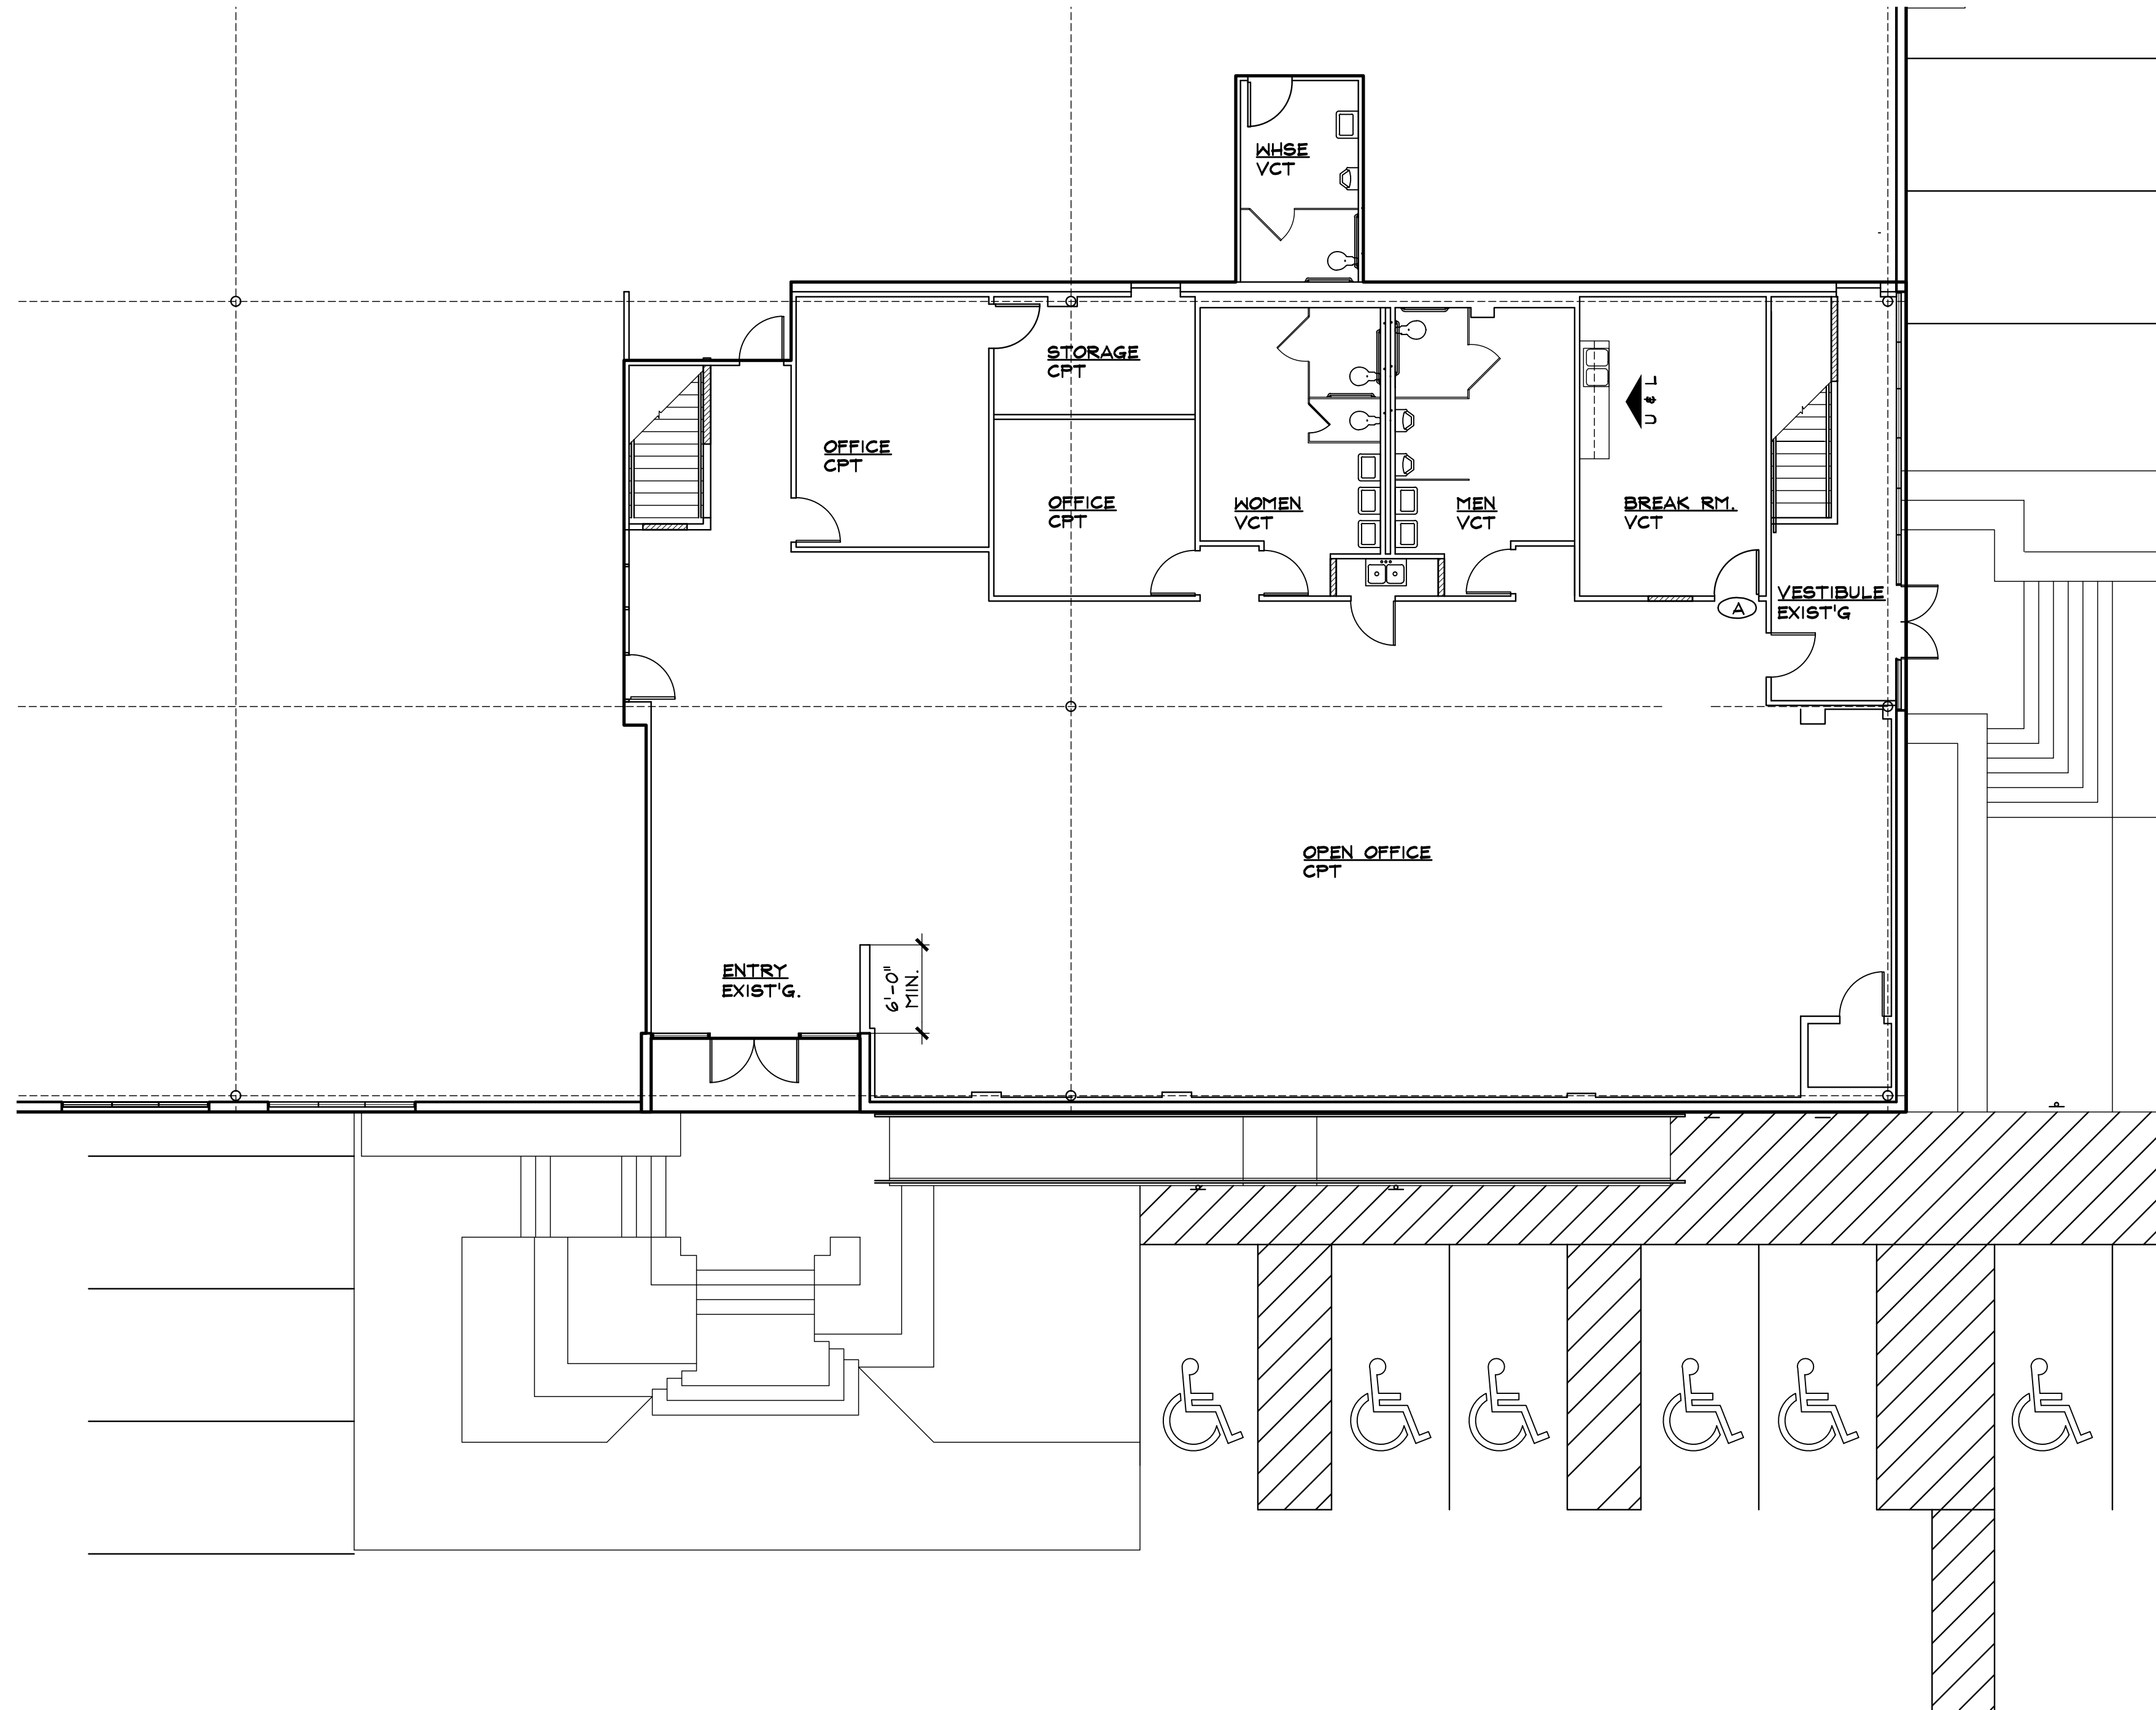 WHSE
VCT
STORAGE
CPT
U & L
OFFICE
CPT
OFFICE
CPT
WOMEN
VCT
MEN
VCT
BREAK RM.
VCT
A
VESTIBULE
EXIST'G
OPEN OFFICE
CPT
ENTRY
EXIST'G.
6'-0"
MIN.